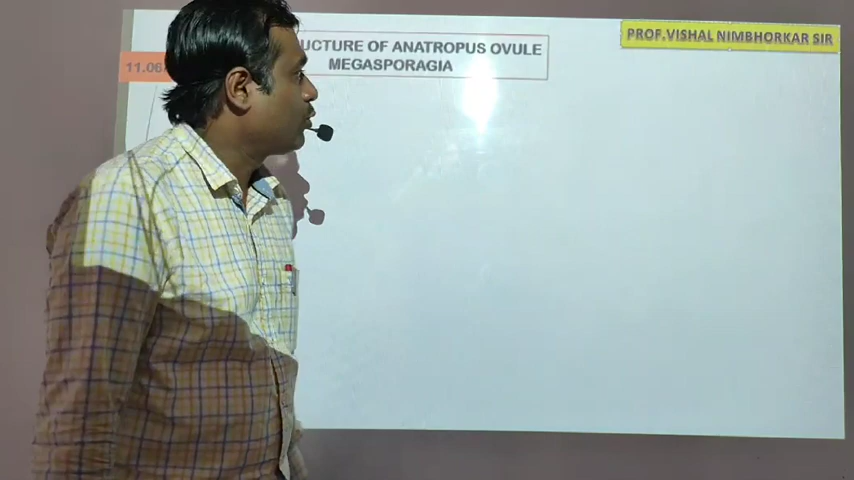 UCTURE OF ANATROPUS OVULE
MEGASPORAGIA
PROF.VISHAL NIMBHORKAR SIR
11.06